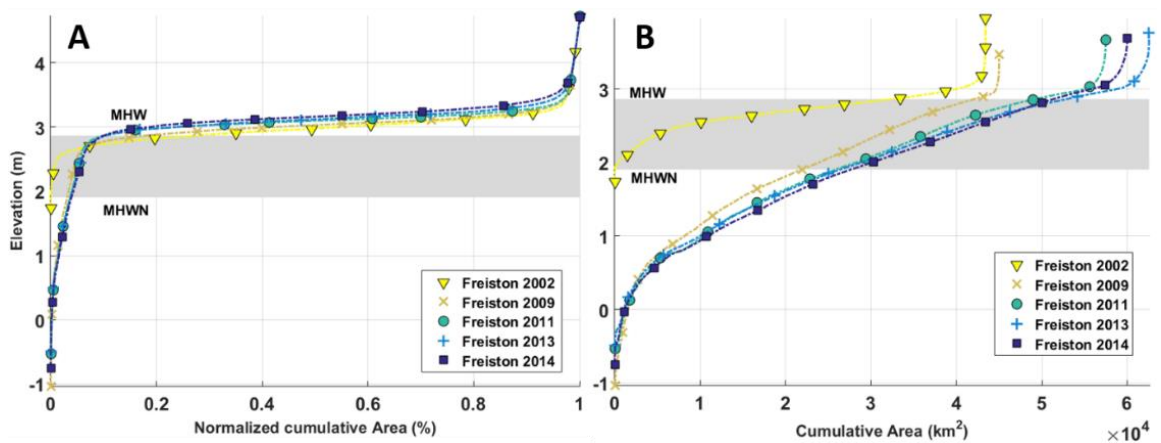 A
4
3
2
1
0
-1
Elevation (m)
MHW
MHWN
Freiston 2002
Freiston 2009
Freiston 2011
Freiston 2013
Freiston 2014
0 0.2 0.4 0.6 0.8 1
Normalized cumulative Area (%)
B
3
2
1
0
-1
MHW
MHWN
Freiston 2002
Freiston 2009
Freiston 2011
Freiston 2013
Freiston 2014
0 1 2 3 4 5 6
Cumulative Area (km²)
×10⁴